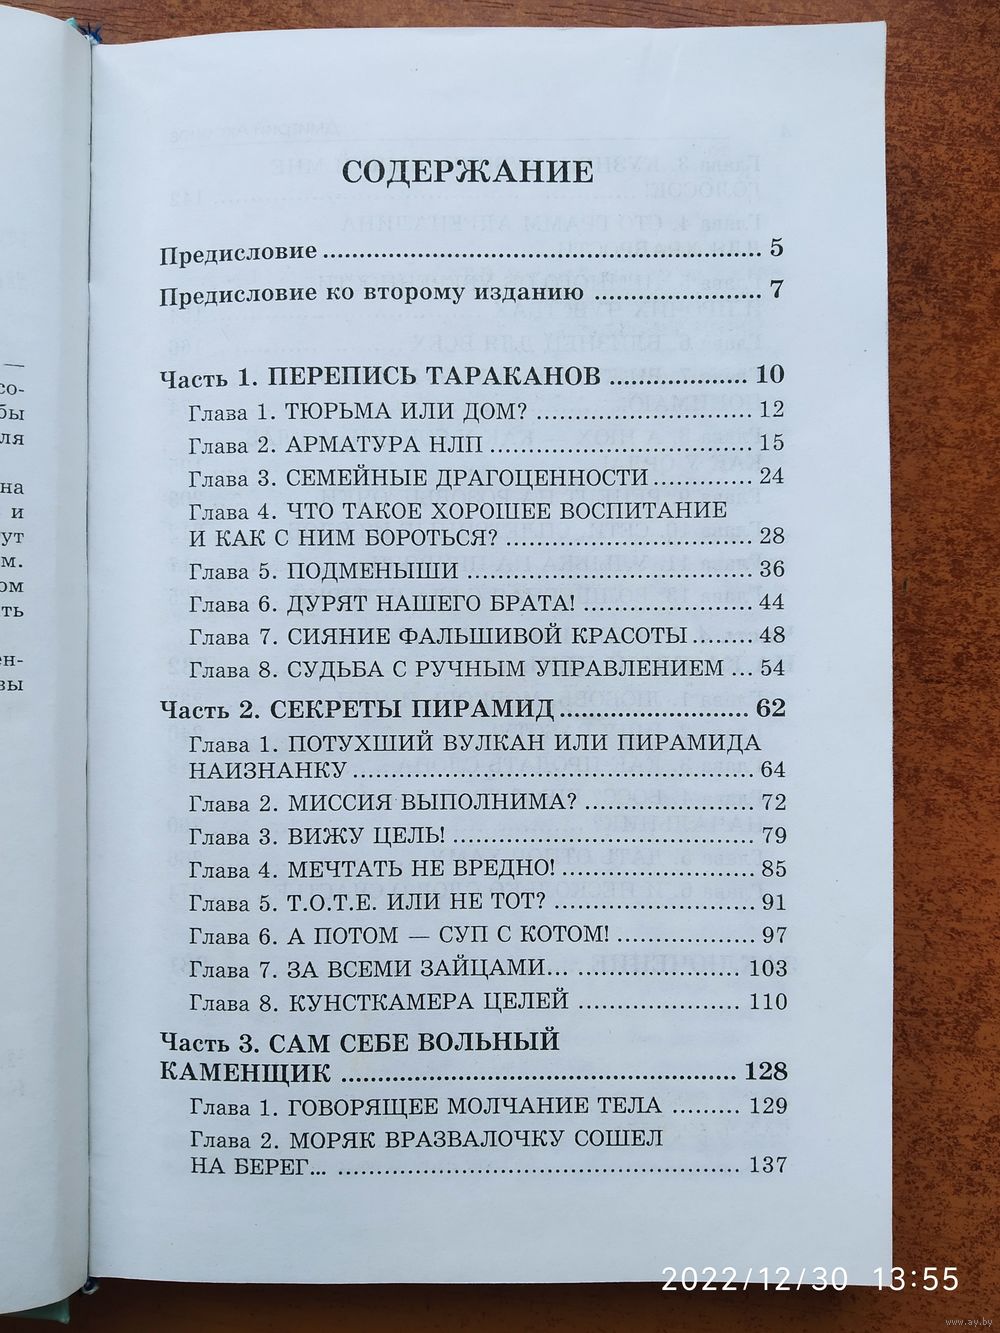 СОДЕРЖАНИЕ
Предисловие ........................................................ 5
Предисловие ко второму изданию ...................... 7
Часть 1. ПЕРЕПИСЬ ТАРАКАНОВ ................... 10
Глава 1. ТЮРЬМА ИЛИ ДОМ? ............................ 12
Глава 2. АРМАТУРА НЛП .................................. 15
Глава 3. СЕМЕЙНЫЕ ДРАГОЦЕННОСТИ ............. 24
Глава 4. ЧТО ТАКОЕ ХОРОШЕЕ ВОСПИТАНИЕ
И КАК С НИМ БОРОТЬСЯ? ................................ 28
Глава 5. ПОДМЕНЫШИ ..................................... 36
Глава 6. ДУРЯТ НАШЕГО БРАТА! ...................... 44
Глава 7. СИЯНИЕ ФАЛЬШИВОЙ КРАСОТЫ ........ 48
Глава 8. СУДЬБА С РУЧНЫМ УПРАВЛЕНИЕМ ... 54
Часть 2. СЕКРЕТЫ ПИРАМИД ......................... 62
Глава 1. ПОТУХШИЙ ВУЛКАН ИЛИ ПИРАМИДА
НАИЗНАНКУ .................................................... 64
Глава 2. МИССИЯ ВЫПОЛНИМА? ...................... 72
Глава 3. ВИЖУ ЦЕЛЬ! ........................................ 79
Глава 4. МЕЧТАТЬ НЕ ВРЕДНО! ......................... 85
Глава 5. Т.О.Т.Е. ИЛИ НЕ ТОТ? .......................... 91
Глава 6. А ПОТОМ — СУП С КОТОМ! .................. 97
Глава 7. ЗА ВСЕМИ ЗАЙЦАМИ... ..................... 103
Глава 8. КУНСТКАМЕРА ЦЕЛЕЙ ..................... 110
Часть 3. САМ СЕБЕ ВОЛЬНЫЙ
КАМЕНЩИК .................................................... 128
Глава 1. ГОВОРЯЩЕЕ МОЛЧАНИЕ ТЕЛА ......... 129
Глава 2. МОРЯК ВРАЗВАЛОЧКУ СОШЕЛ
НА БЕРЕГ... ...................................................... 137
2022/12/30 13:55
www.ay.by